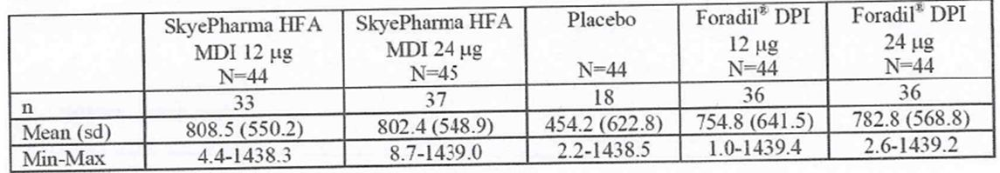 SkyePharma HFA MDI 12 µg N=44 SkyePharma HFA MDI 24 µg N=45 Placebo N=44 Foradil® DPI 12 µg N=44 Foradil® DPI 24 µg N=44
n 33 37 18 36 36
Mean (sd) 808.5 (550.2) 802.4 (548.9) 454.2 (622.8) 754.8 (641.5) 782.8 (568.8)
Min-Max 4.4-1438.3 8.7-1439.0 2.2-1438.5 1.0-1439.4 2.6-1439.2